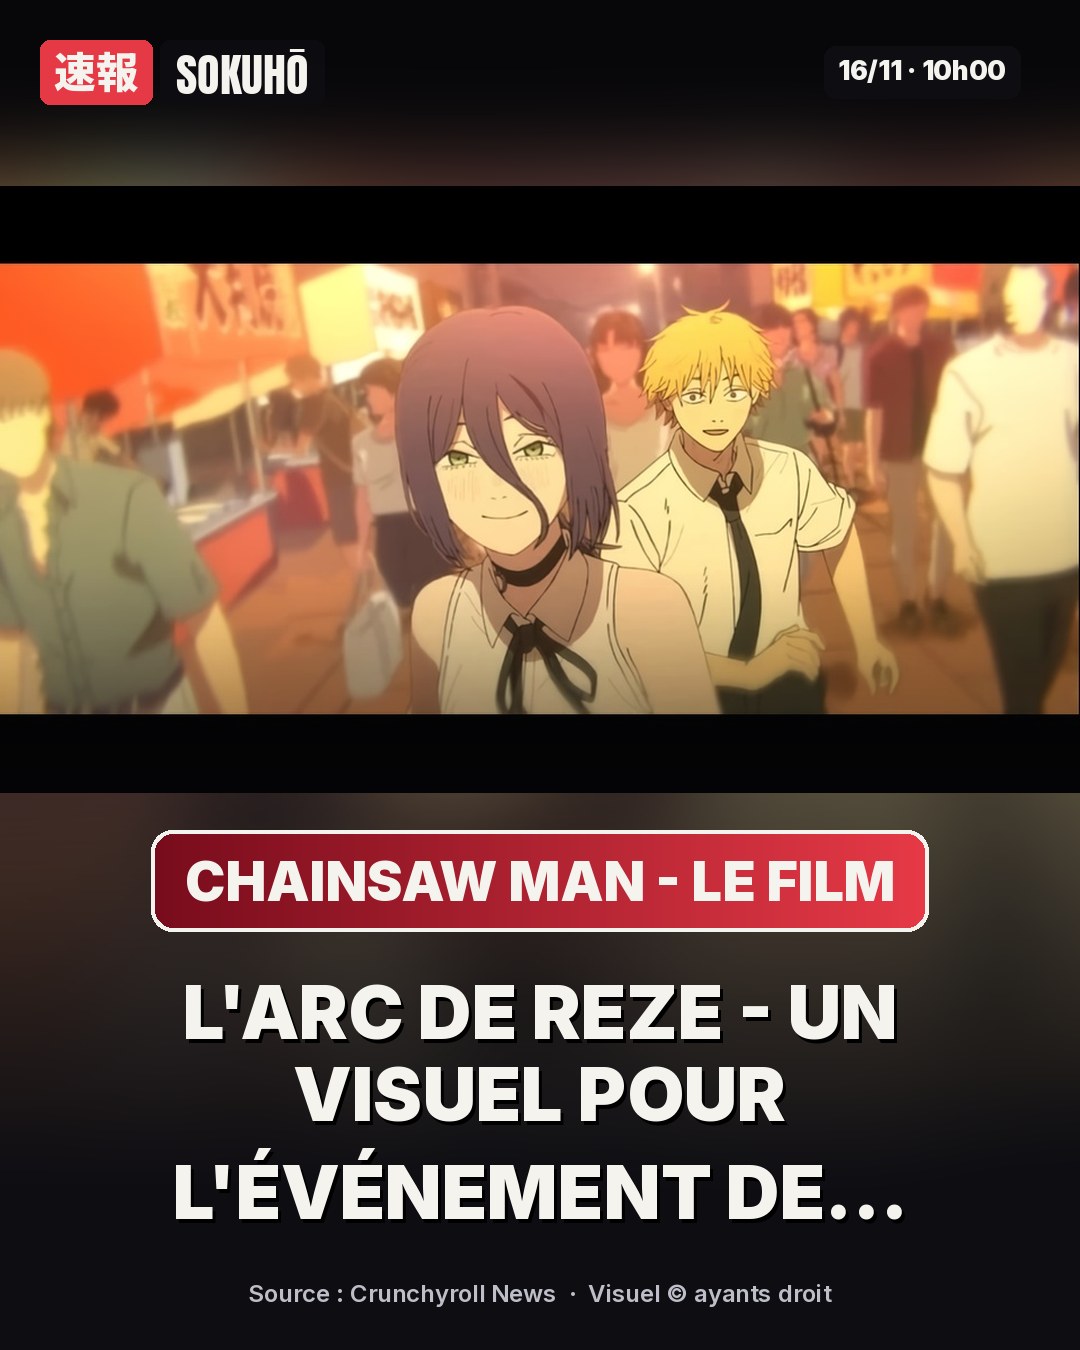 速報 SOKUHŌ
16/11 · 10h00
CHAINSAW MAN - LE FILM
L'ARC DE REZE - UN
VISUEL POUR
L'ÉVÉNEMENT DE...
Source : Crunchyroll News · Visuel © ayants droit